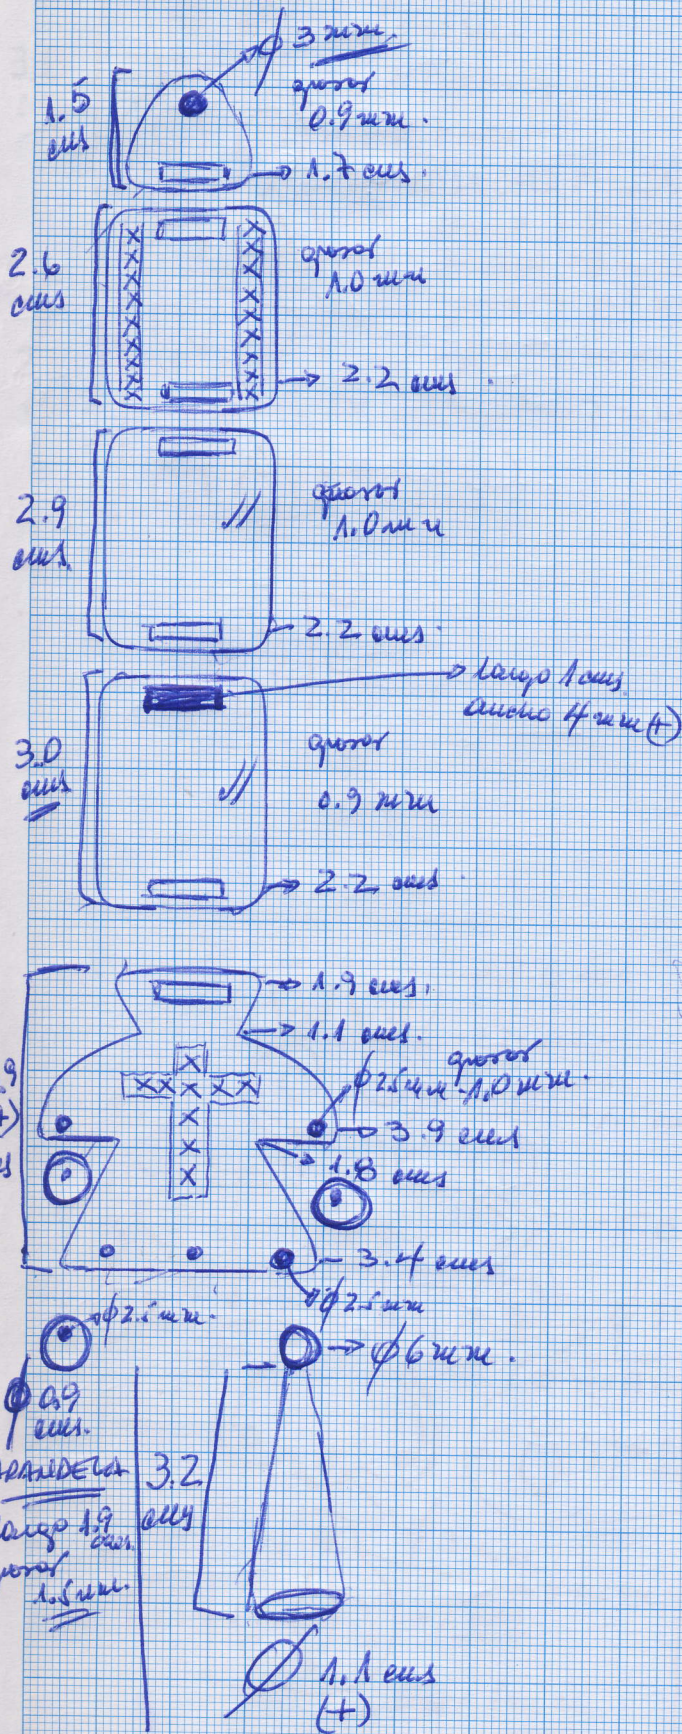 ϕ 3 mm.
grosor
0.9 mm.
1.5
cms
1.7 cms.
2.6
cms
grosor
1.0 mm
2.2 cms.
2.9
cms.
grosor
1.0 mm
2.2 cms.
largo 1 cms
ancho 4 mm (+)
3.0
cms
grosor
0.9 mm
2.2 cms.
1.9 cms.
1.1 cms.
grosor
ϕ 2.5 mm - 1.0 mm.
.9
3.9 cms
1.8 cms
3.4 cms
ϕ 2.5 mm
ϕ 2.5 mm.
ϕ 6 mm.
ϕ 0.9
cms.
ARANDELA
largo 1.9
cms.
grosor
1.5 mm.
3.2
cms
ϕ 1.1 cms
(+)